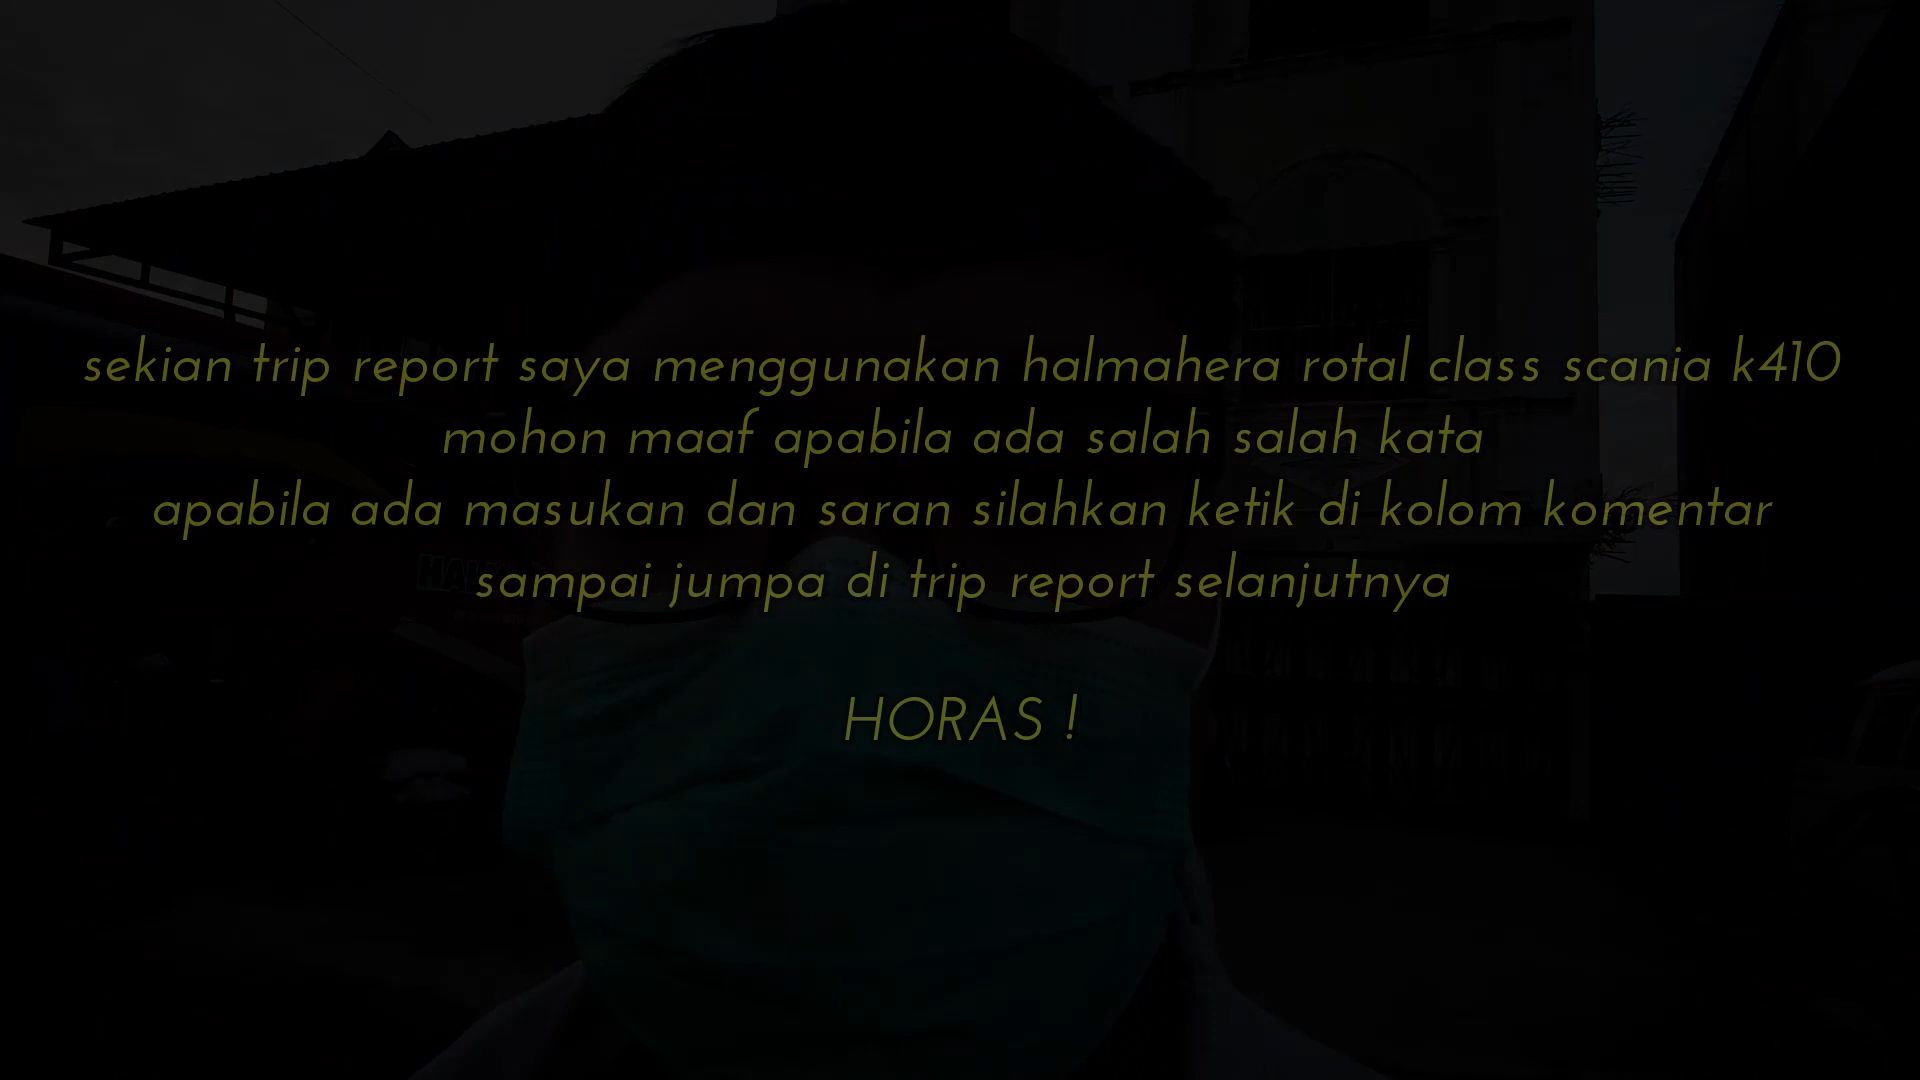 sekian trip report saya menggunakan halmahera rotal class scania k410
mohon maaf apabila ada salah salah kata
apabila ada masukan dan saran silahkan ketik di kolom komentar
sampai jumpa di trip report selanjutnya
HORAS !